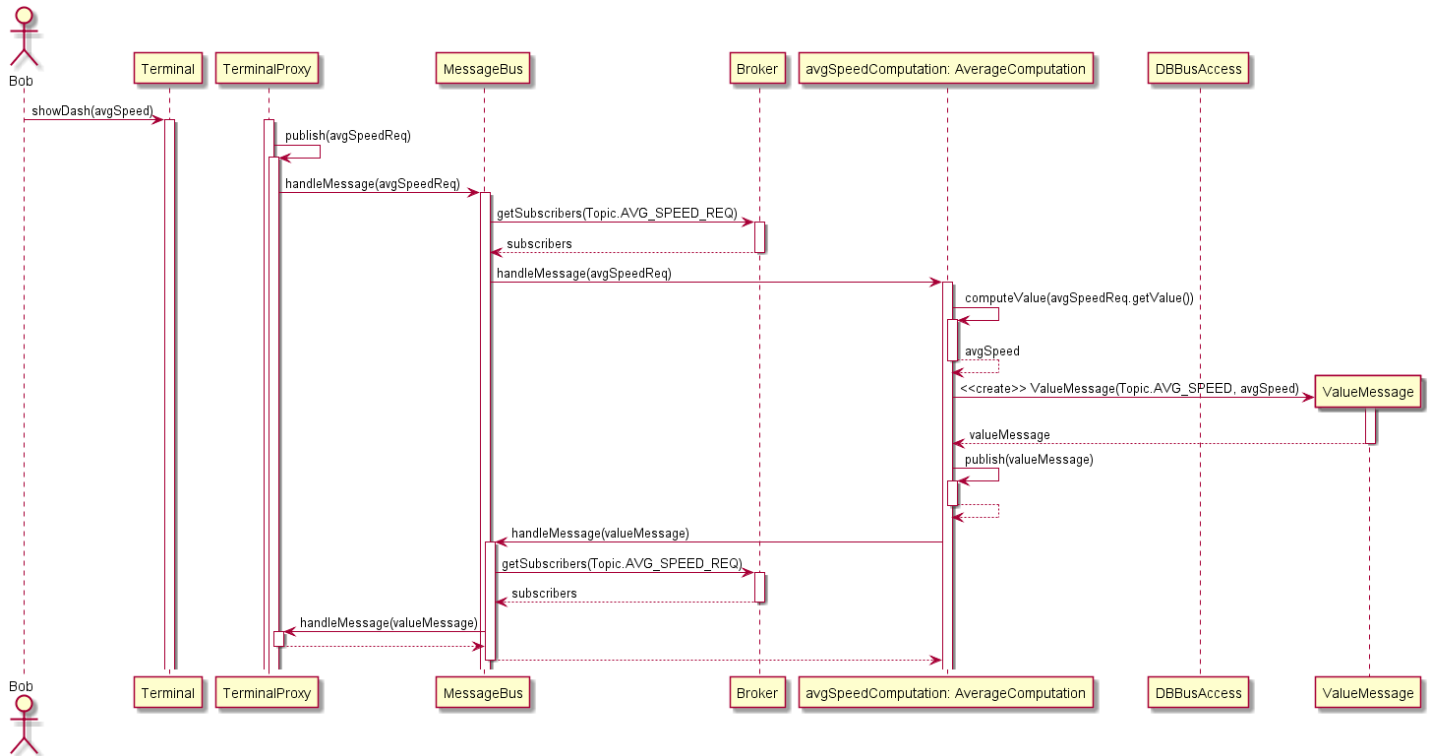 Bob
Terminal
TerminalProxy
MessageBus
Broker
avgSpeedComputation: AverageComputation
DBBusAccess
showDash(avgSpeed)
publish(avgSpeedReq)
handleMessage(avgSpeedReq)
getSubscribers(Topic.AVG_SPEED_REQ)
subscribers
handleMessage(avgSpeedReq)
computeValue(avgSpeedReq.getValue())
avgSpeed
<<create>> ValueMessage(Topic.AVG_SPEED, avgSpeed)
ValueMessage
valueMessage
publish(valueMessage)
handleMessage(valueMessage)
getSubscribers(Topic.AVG_SPEED_REQ)
subscribers
handleMessage(valueMessage)
Bob
Terminal
TerminalProxy
MessageBus
Broker
avgSpeedComputation: AverageComputation
DBBusAccess
ValueMessage